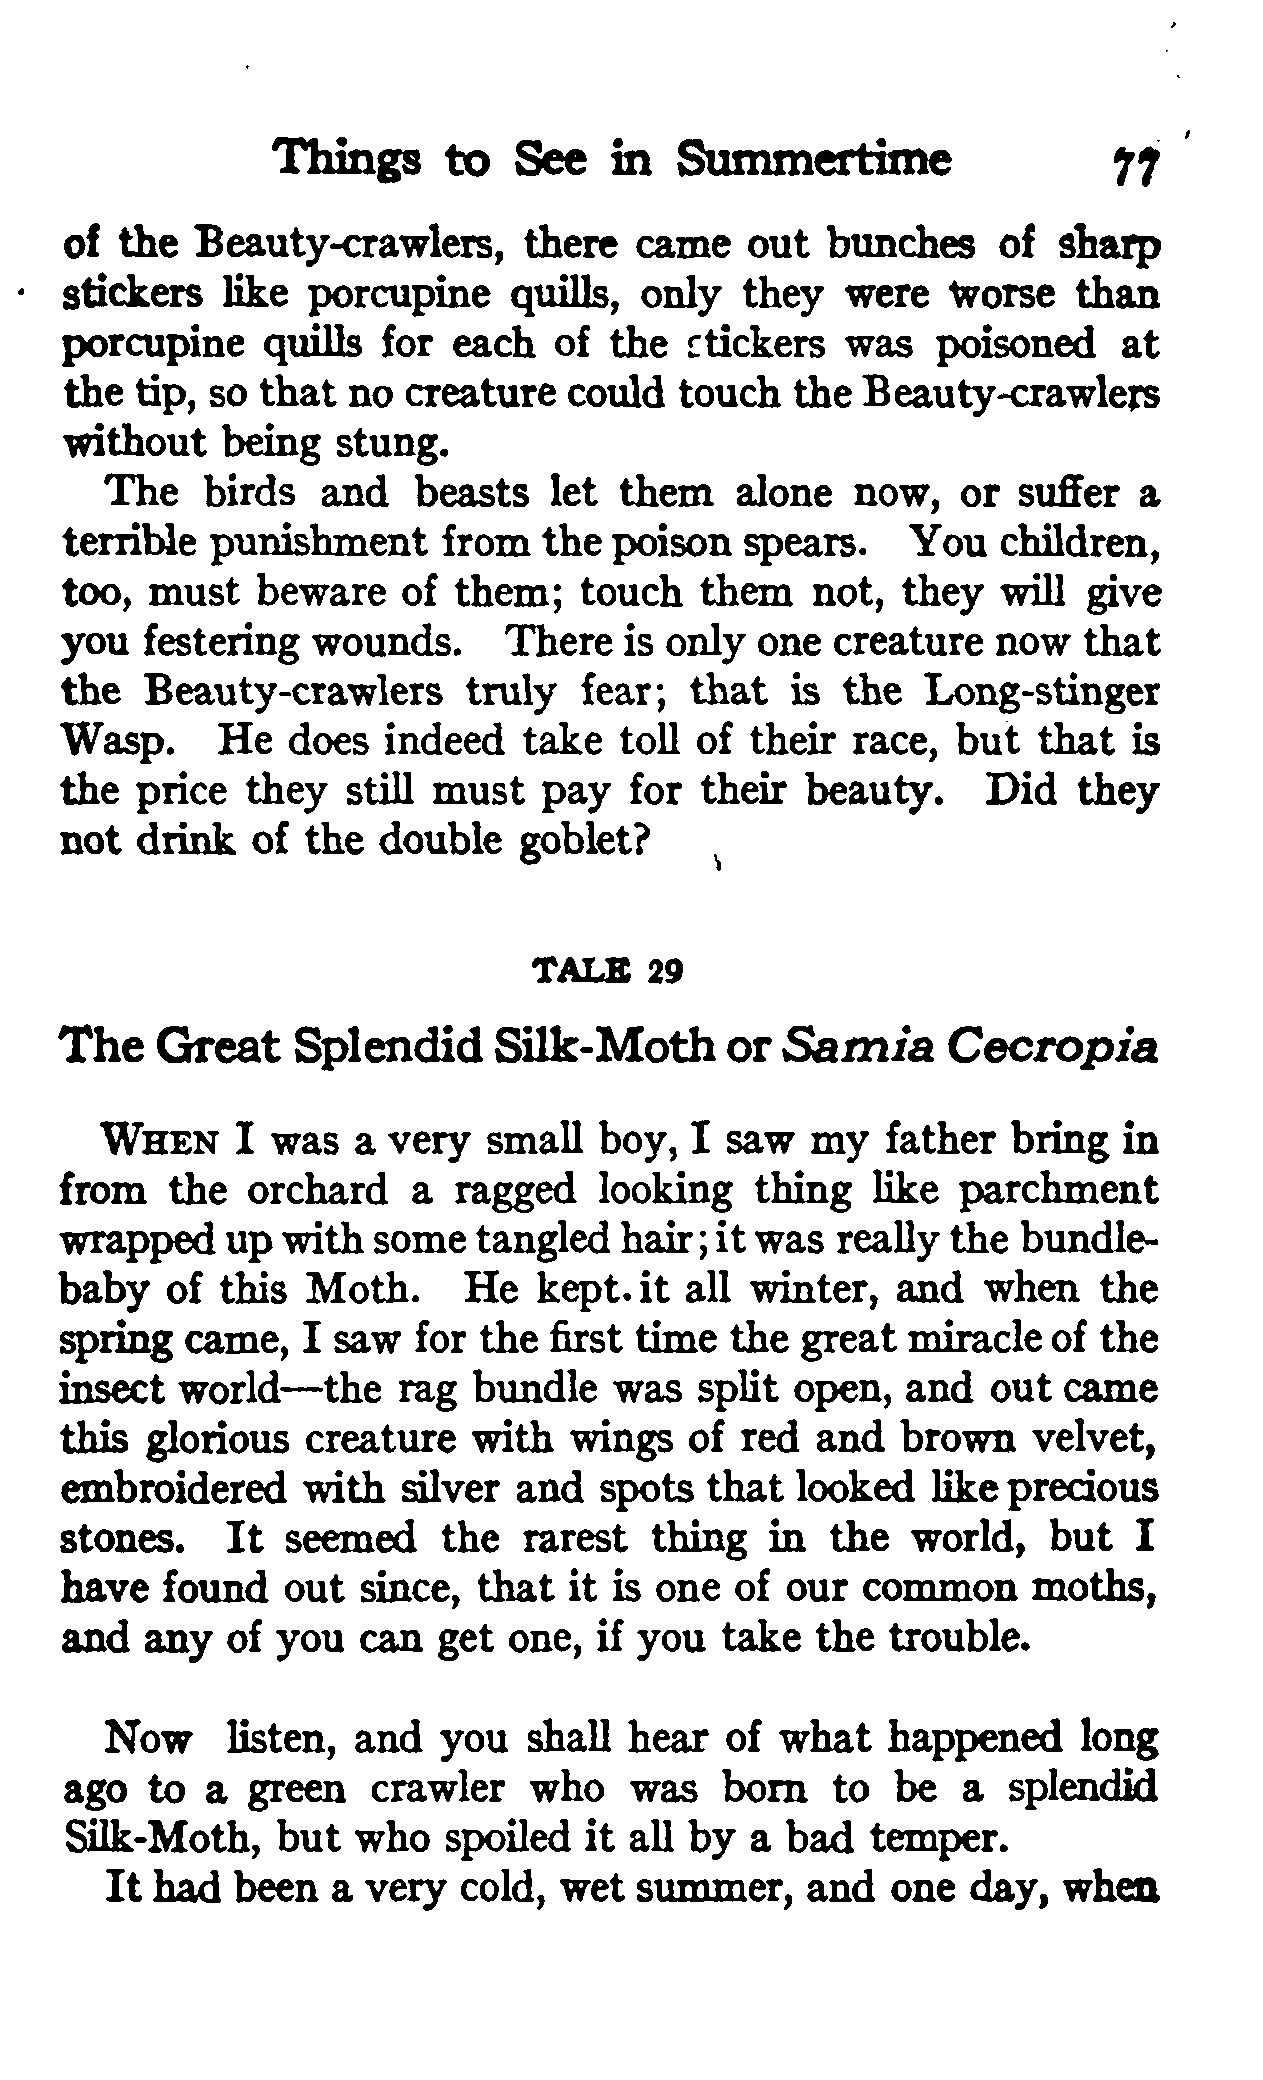 Things to See in Summertime 77
of the Beauty-crawlers, there came out bunches of sharp
stickers like porcupine quills, only they were worse than
porcupine quills for each of the stickers was poisoned at
the tip, so that no creature could touch the Beauty-crawlers
without being stung.
The birds and beasts let them alone now, or suffer a
terrible punishment from the poison spears. You children,
too, must beware of them; touch them not, they will give
you festering wounds. There is only one creature now that
the Beauty-crawlers truly fear; that is the Long-stinger
Wasp. He does indeed take toll of their race, but that is
the price they still must pay for their beauty. Did they
not drink of the double goblet?
TALE 29
The Great Splendid Silk-Moth or Samia Cecropia
WHEN I was a very small boy, I saw my father bring in
from the orchard a ragged looking thing like parchment
wrapped up with some tangled hair; it was really the bundle-
baby of this Moth. He kept it all winter, and when the
spring came, I saw for the first time the great miracle of the
insect world—the rag bundle was split open, and out came
this glorious creature with wings of red and brown velvet,
embroidered with silver and spots that looked like precious
stones. It seemed the rarest thing in the world, but I
have found out since, that it is one of our common moths,
and any of you can get one, if you take the trouble.
Now listen, and you shall hear of what happened long
ago to a green crawler who was born to be a splendid
Silk-Moth, but who spoiled it all by a bad temper.
It had been a very cold, wet summer, and one day, when